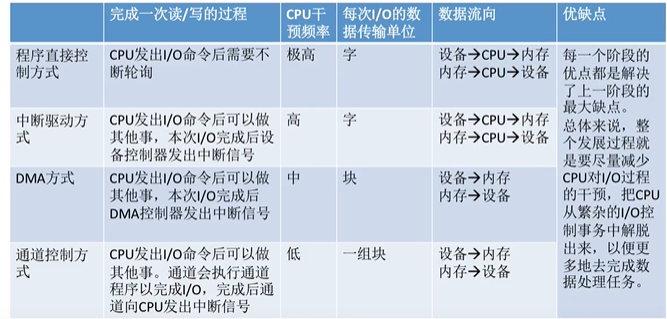 完成一次读/写的过程
CPU干
预频率
每次I/O的数
据传输单位
数据流向
优缺点
程序直接控
制方式
CPU发出I/O命令后需要不
断轮询
极高
字
设备→CPU→内存
内存→CPU→设备
中断驱动方
式
CPU发出I/O命令后可以做
其他事，本次I/O完成后设
备控制器发出中断信号
高
字
设备→CPU→内存
内存→CPU→设备
DMA方式
CPU发出I/O命令后可以做
其他事，本次I/O完成后
DMA控制器发出中断信号
中
块
设备→内存
内存→设备
通道控制方
式
CPU发出I/O命令后可以做
其他事。通道会执行通道
程序以完成I/O，完成后通
道向CPU发出中断信号
低
一组块
设备→内存
内存→设备
每一个阶段的
优点都是解决
了上一阶段的
最大缺点。
总体来说，整
个发展过程就
是要尽量减少
CPU对I/O过程
的干预，把CPU
从繁杂的I/O控
制事务中解脱
出来，以便更
多地去完成数
据处理任务。